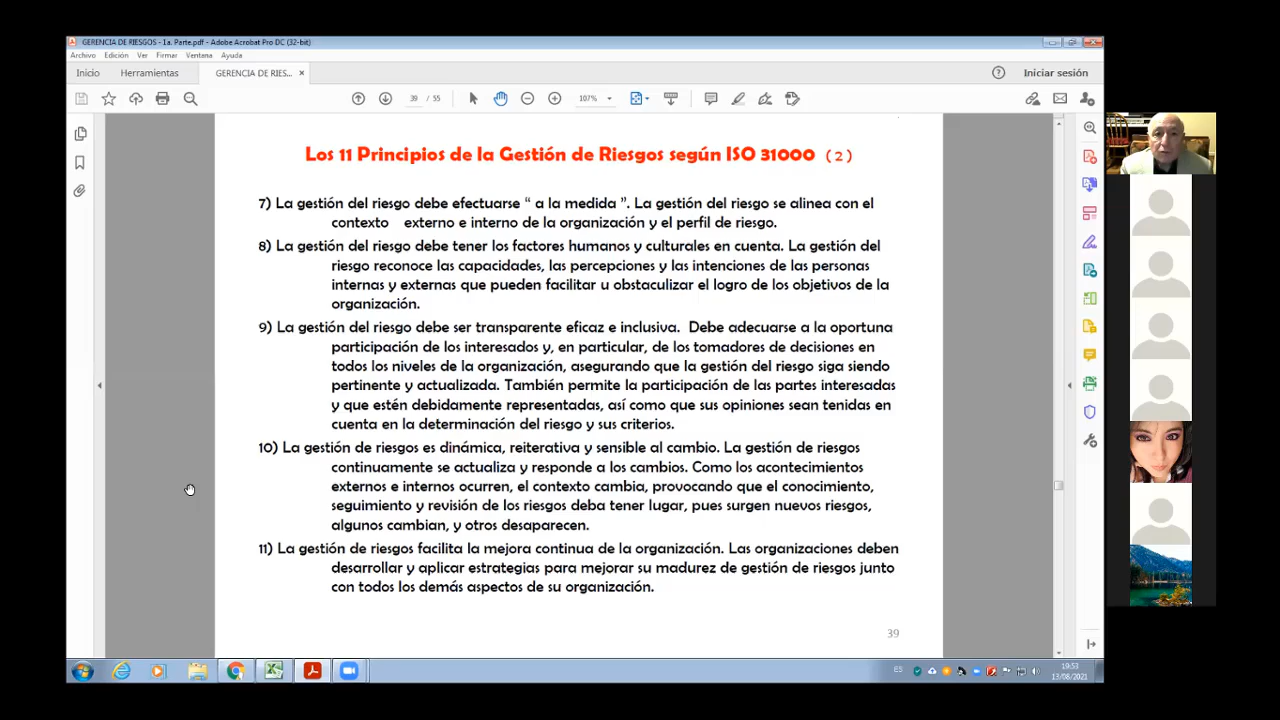 GERENCIA DE RIESGOS - 1a. Parte.pdf - Adobe Acrobat Pro DC (32-bit)
Archivo Edición Ver Firmar Ventana Ayuda
Inicio Herramientas GERENCIA DE RIES... × Iniciar sesión
39 / 55 107%
Los 11 Principios de la Gestión de Riesgos según ISO 31000 ( 2 )
7) La gestión del riesgo debe efectuarse “ a la medida ”. La gestión del riesgo se alinea con el
contexto externo e interno de la organización y el perfil de riesgo.
8) La gestión del riesgo debe tener los factores humanos y culturales en cuenta. La gestión del
riesgo reconoce las capacidades, las percepciones y las intenciones de las personas
internas y externas que pueden facilitar u obstaculizar el logro de los objetivos de la
organización.
9) La gestión del riesgo debe ser transparente eficaz e inclusiva. Debe adecuarse a la oportuna
participación de los interesados y, en particular, de los tomadores de decisiones en
todos los niveles de la organización, asegurando que la gestión del riesgo siga siendo
pertinente y actualizada. También permite la participación de las partes interesadas
y que estén debidamente representadas, así como que sus opiniones sean tenidas en
cuenta en la determinación del riesgo y sus criterios.
10) La gestión de riesgos es dinámica, reiterativa y sensible al cambio. La gestión de riesgos
continuamente se actualiza y responde a los cambios. Como los acontecimientos
externos e internos ocurren, el contexto cambia, provocando que el conocimiento,
seguimiento y revisión de los riesgos deba tener lugar, pues surgen nuevos riesgos,
algunos cambian, y otros desaparecen.
11) La gestión de riesgos facilita la mejora continua de la organización. Las organizaciones deben
desarrollar y aplicar estrategias para mejorar su madurez de gestión de riesgos junto
con todos los demás aspectos de su organización.
39
ES
19:53
13/08/2021